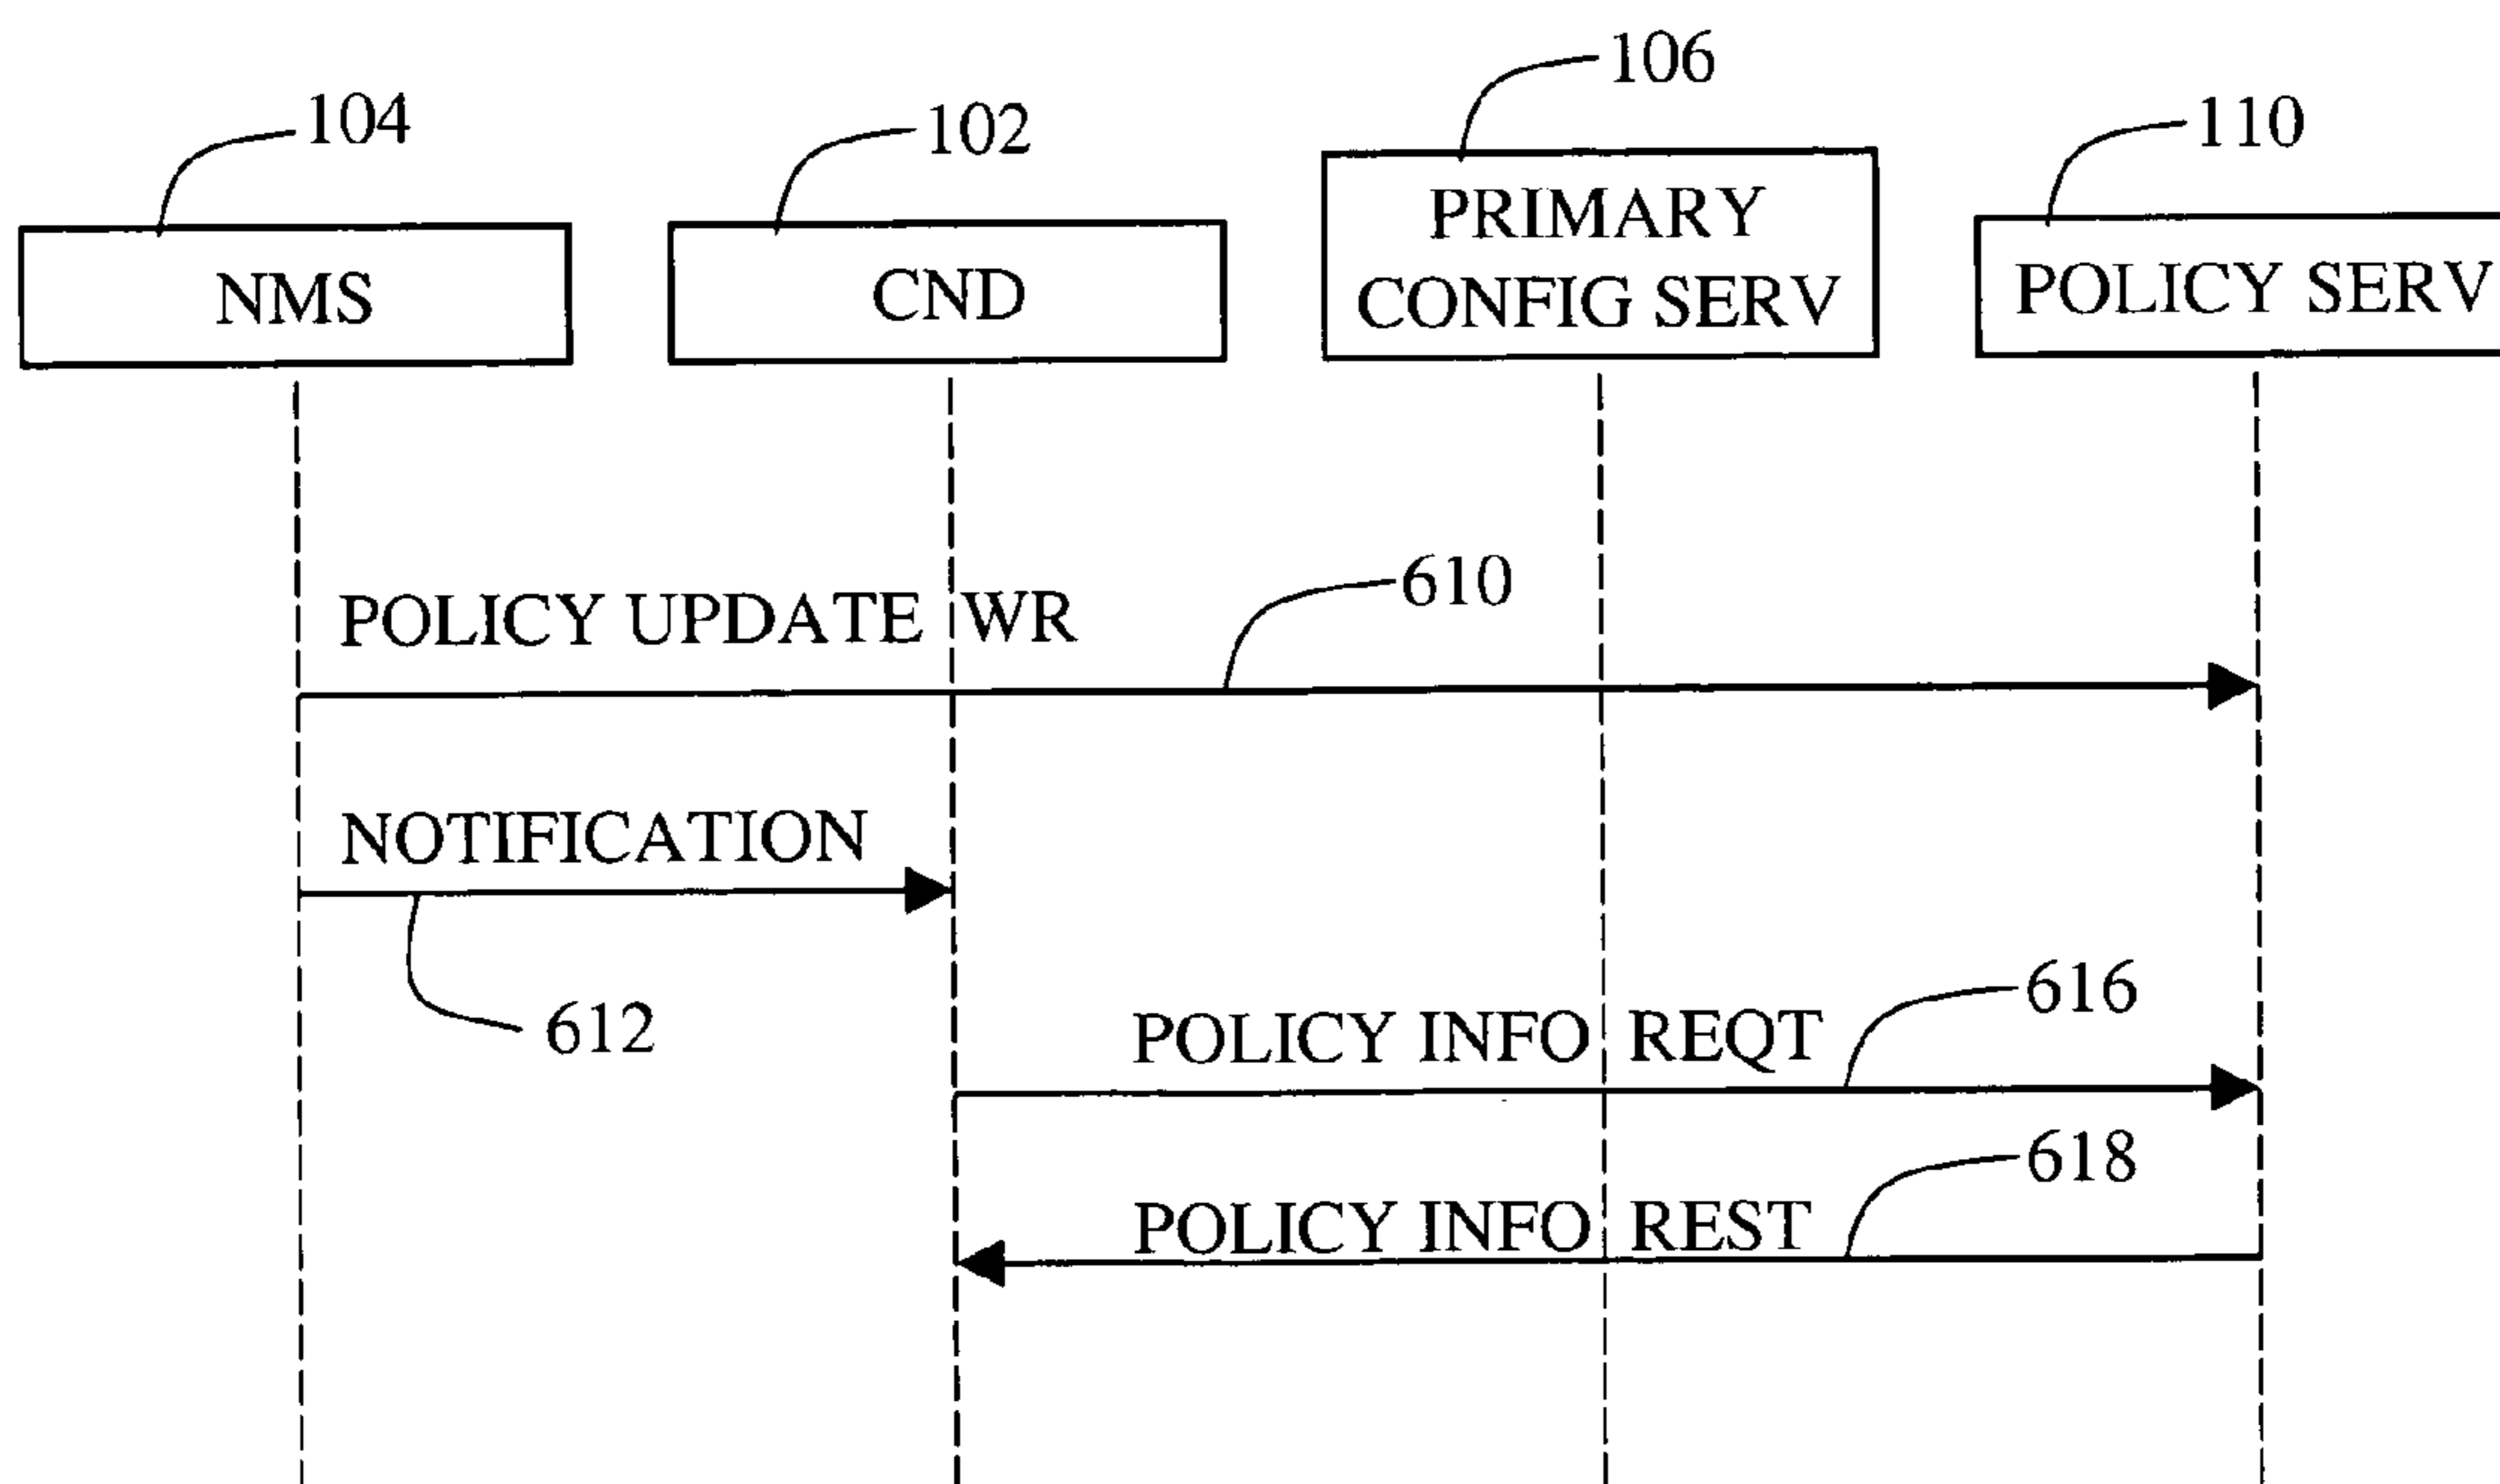 106
104
102
110
PRIMARY
CONFIG SERV
NMS
CND
POLICY SERV
610
POLICY UPDATE WR
NOTIFICATION
616
612
POLICY INFO REQT
618
POLICY INFO REST